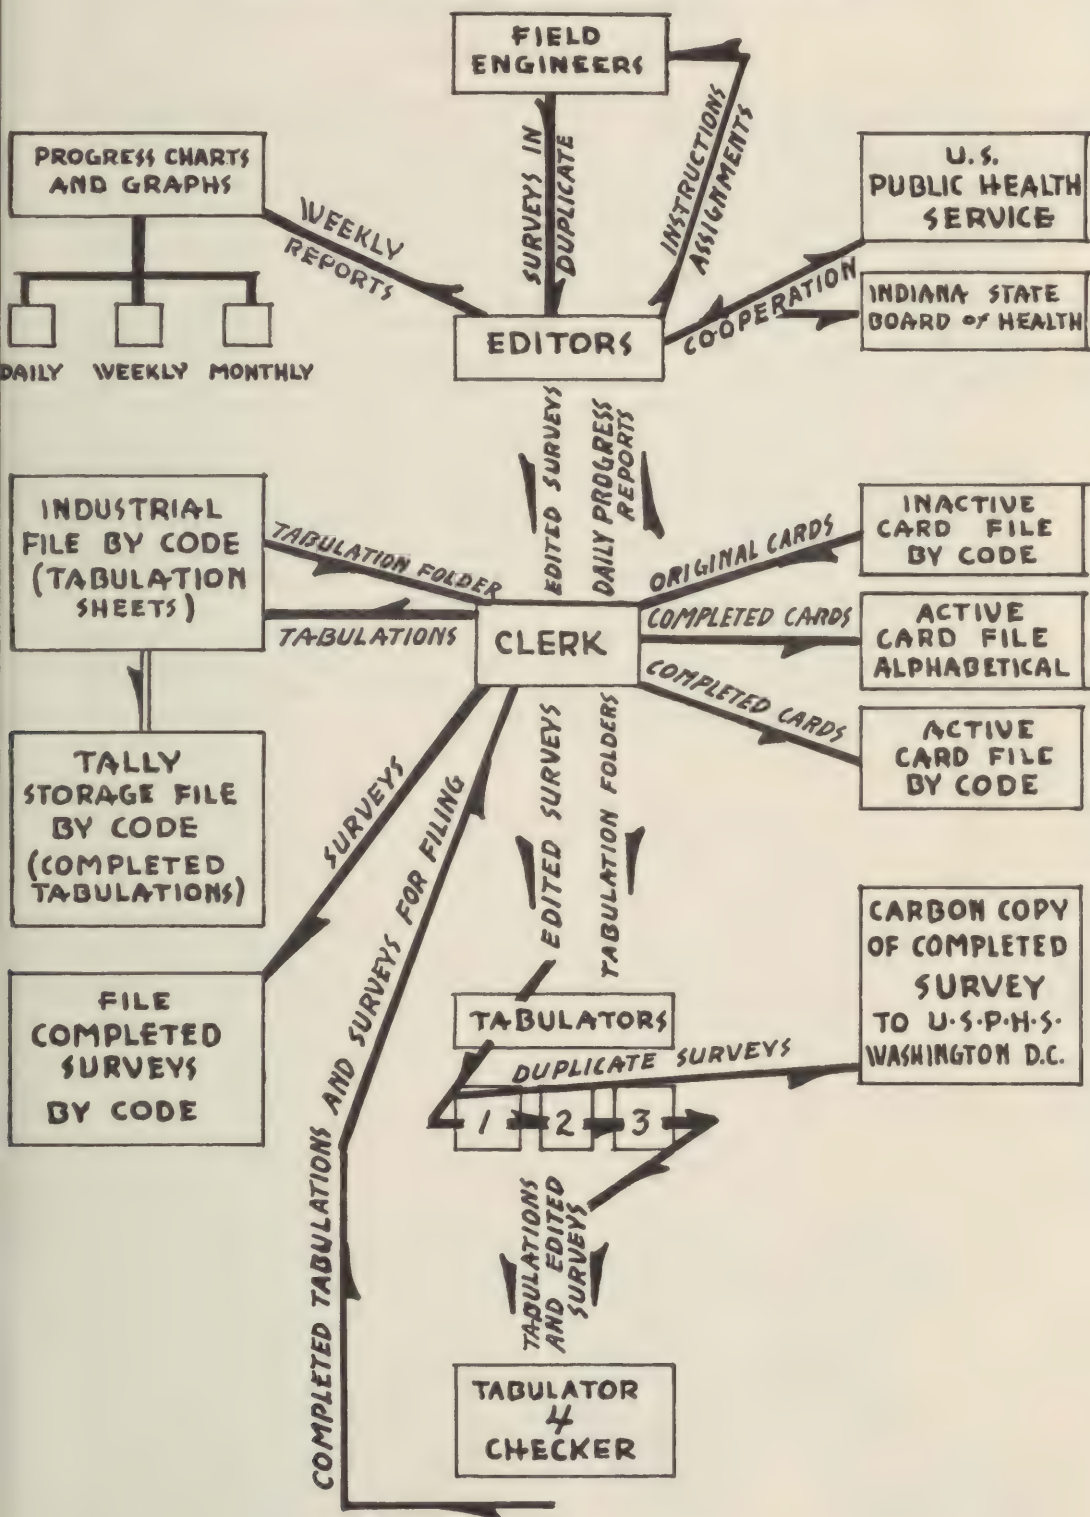 FIELD
ENGINEERS
SURVEYS IN
DUPLICATE
INSTRUCTIONS
ASSIGNMENTS
PROGRESS CHARTS
AND GRAPHS
WEEKLY
REPORTS
DAILY
WEEKLY
MONTHLY
U.S.
PUBLIC HEALTH
SERVICE
COOPERATION
INDIANA STATE
BOARD of HEALTH
EDITORS
EDITED SURVEYS
DAILY PROGRESS
REPORTS
INDUSTRIAL
FILE BY CODE
(TABULATION
SHEETS)
TABULATION FOLDER
TABULATIONS
CLERK
ORIGINAL CARDS
COMPLETED CARDS
COMPLETED CARDS
INACTIVE
CARD FILE
BY CODE
ACTIVE
CARD FILE
ALPHABETICAL
ACTIVE
CARD FILE
BY CODE
TALLY
STORAGE FILE
BY CODE
(COMPLETED
TABULATIONS)
SURVEYS
COMPLETED TABULATIONS AND SURVEYS FOR FILING
EDITED SURVEYS
TABULATION FOLDERS
FILE
COMPLETED
SURVEYS
BY CODE
CARBON COPY
OF COMPLETED
SURVEY
TO U.S.P.H.S.
WASHINGTON D.C.
TABULATORS
DUPLICATE SURVEYS
1 2 3
TABULATIONS
AND EDITED
SURVEYS
TABULATOR
4
CHECKER